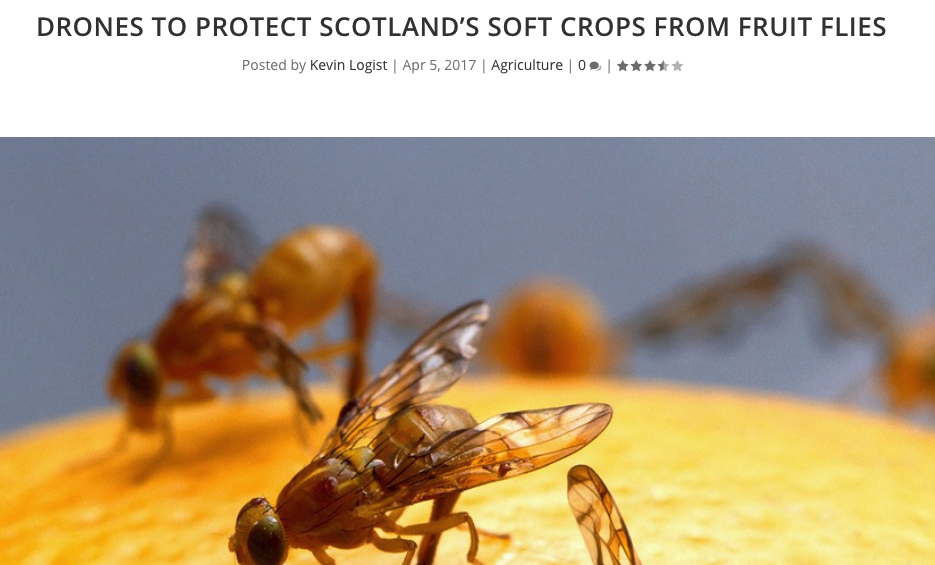 DRONES TO PROTECT SCOTLAND’S SOFT CROPS FROM FRUIT FLIES
Posted by Kevin Logist | Apr 5, 2017 | Agriculture | 0 |